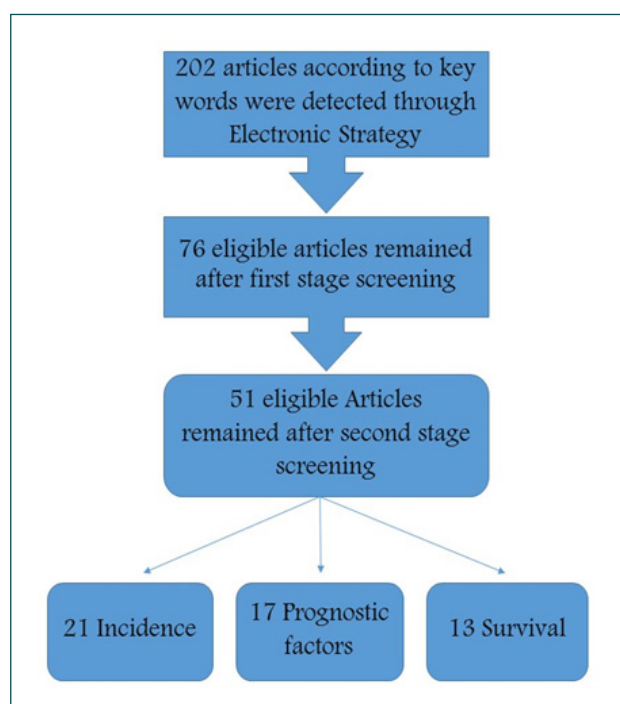 202 articles according to key
words were detected through
Electronic Strategy
76 eligible articles remained
after first stage screening
51 eligible Articles
remained after second stage
screening
21 Incidence
17 Prognostic
factors
13 Survival